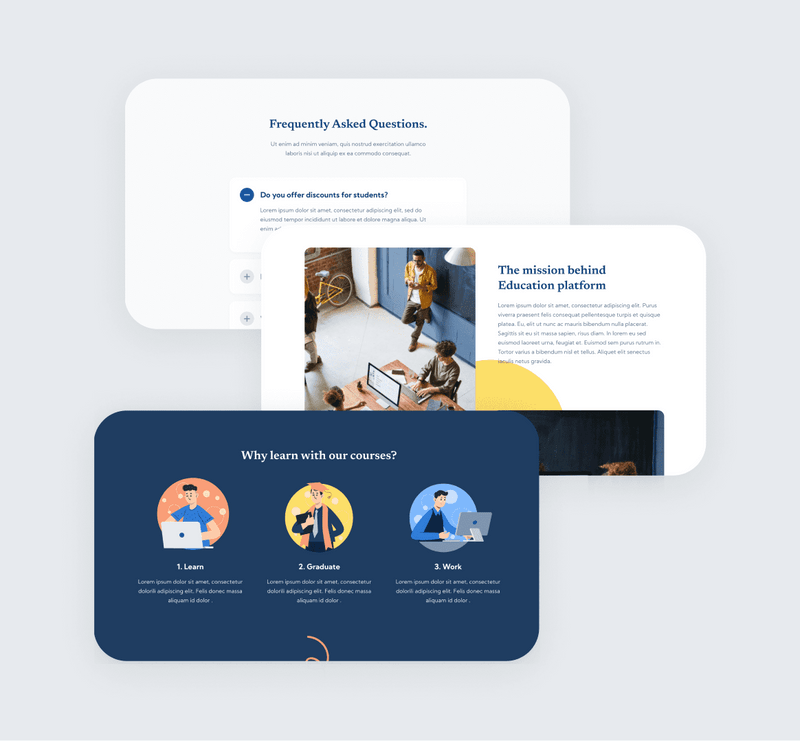 Frequently Asked Questions.
Ut enim ad minim veniam, quis nostrud exercitation ullamco
laboris nisi ut aliquip ex ea commodo consequat.
Do you offer discounts for students?
Lorem ipsum dolor sit amet, consectetur adipiscing elit, sed do
eiusmod tempor incididunt ut labore et dolore magna aliqua. Ut
enim
The mission behind
Education platform
Lorem ipsum dolor sit amet, consectetur adipiscing elit. Purus
viverra praesent felis consequat pellentesque turpis et quisque
platea. Eu, elit ut nunc ac mauris bibendum nulla placerat.
Sagittis sit eu sit massa sapien, risus diam. In lorem eu sed
euismod laoreet urna, feugiat et. Euismod sem purus rutrum in.
Tortor varius a bibendum nisl et tellus. Aliquet elit senectus
iaculis netus gravida.
Why learn with our courses?
1. Learn
Lorem ipsum dolor sit amet, consectetur
dolorili adipiscing edit. Felis donec massa
aliquam id dolor .
2. Graduate
Lorem ipsum dolor sit amet, consectetur
dolorili adipiscing edit. Felis donec massa
aliquam id dolor .
3. Work
Lorem ipsum dolor sit amet, consectetur
dolorili adipiscing edit. Felis donec massa
aliquam id dolor .